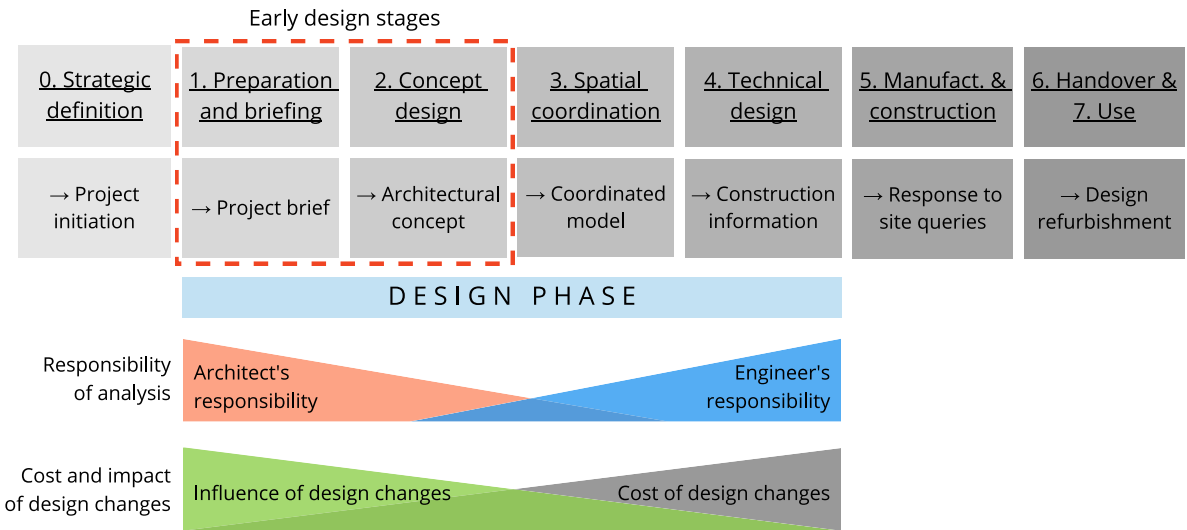 Early design stages
0. Strategic
definition
1. Preparation
and briefing
2. Concept
design
3. Spatial
coordination
4. Technical
design
5. Manufact. &
construction
6. Handover &
7. Use
→ Project
initiation
→ Project brief
→ Architectural
concept
→ Coordinated
model
→ Construction
information
→ Response to
site queries
→ Design
refurbishment
DESIGN PHASE
Responsibility
of analysis
Architect's
responsibility
Engineer's
responsibility
Cost and impact
of design changes
Influence of design changes
Cost of design changes